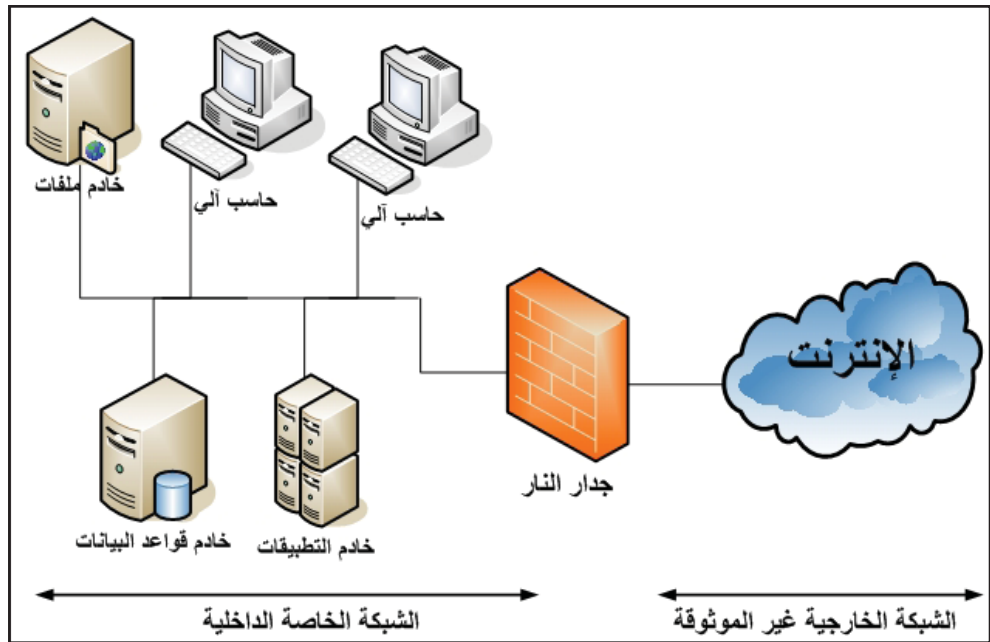 خادم ملفات
حاسب آلي
حاسب آلي
الإنترنت
جدار النار
خادم قواعد البيانات
خادم التطبيقات
الشبكة الخاصة الداخلية
الشبكة الخارجية غير الموثوقة